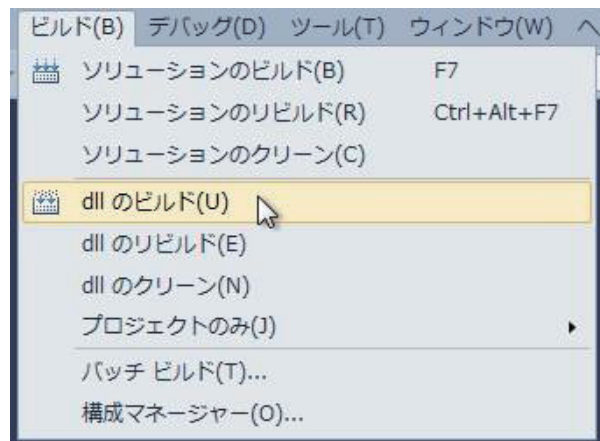 ビルド(B) デバッグ(D) ツール(T) ウィンドウ(W) ヘ
ソリューションのビルド(B) F7
ソリューションのリビルド(R) Ctrl+Alt+F7
ソリューションのクリーン(C)
dll のビルド(U)
dll のリビルド(E)
dll のクリーン(N)
プロジェクトのみ(J)
バッチ ビルド(T)...
構成マネージャー(O)...